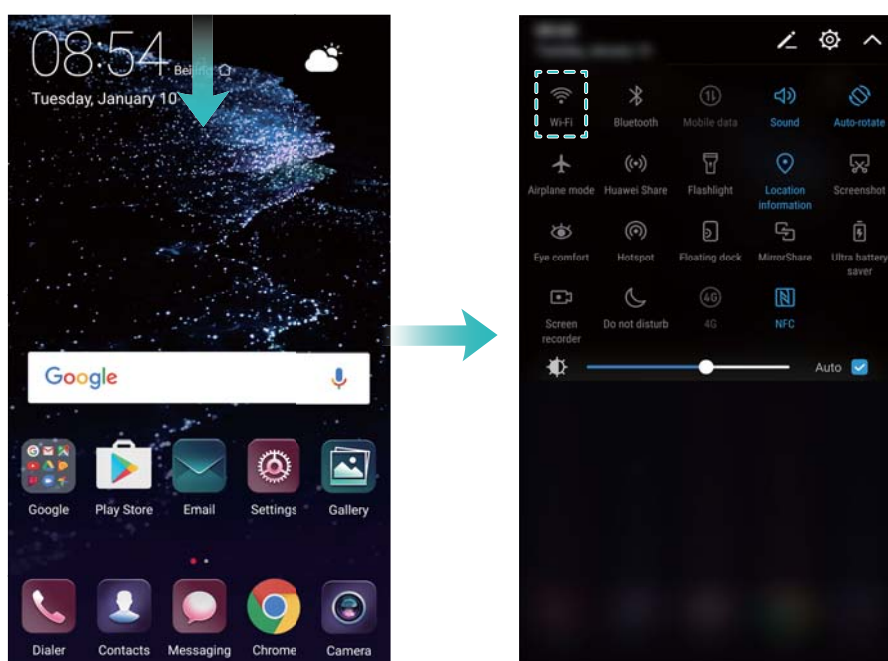 08:54
Beijing
Tuesday, January 10
Google
Google
Play Store
Email
Settings
Gallery
Dialer
Contacts
Messaging
Chrome
Camera
Wi-Fi
Bluetooth
Mobile data
Sound
Auto-rotate
Airplane mode
Huawei Share
Flashlight
Location
information
Screenshot
Eye comfort
Hotspot
Floating dock
MirrorShare
Ultra battery
saver
Screen
recorder
Do not disturb
4G
4G
NFC
Auto